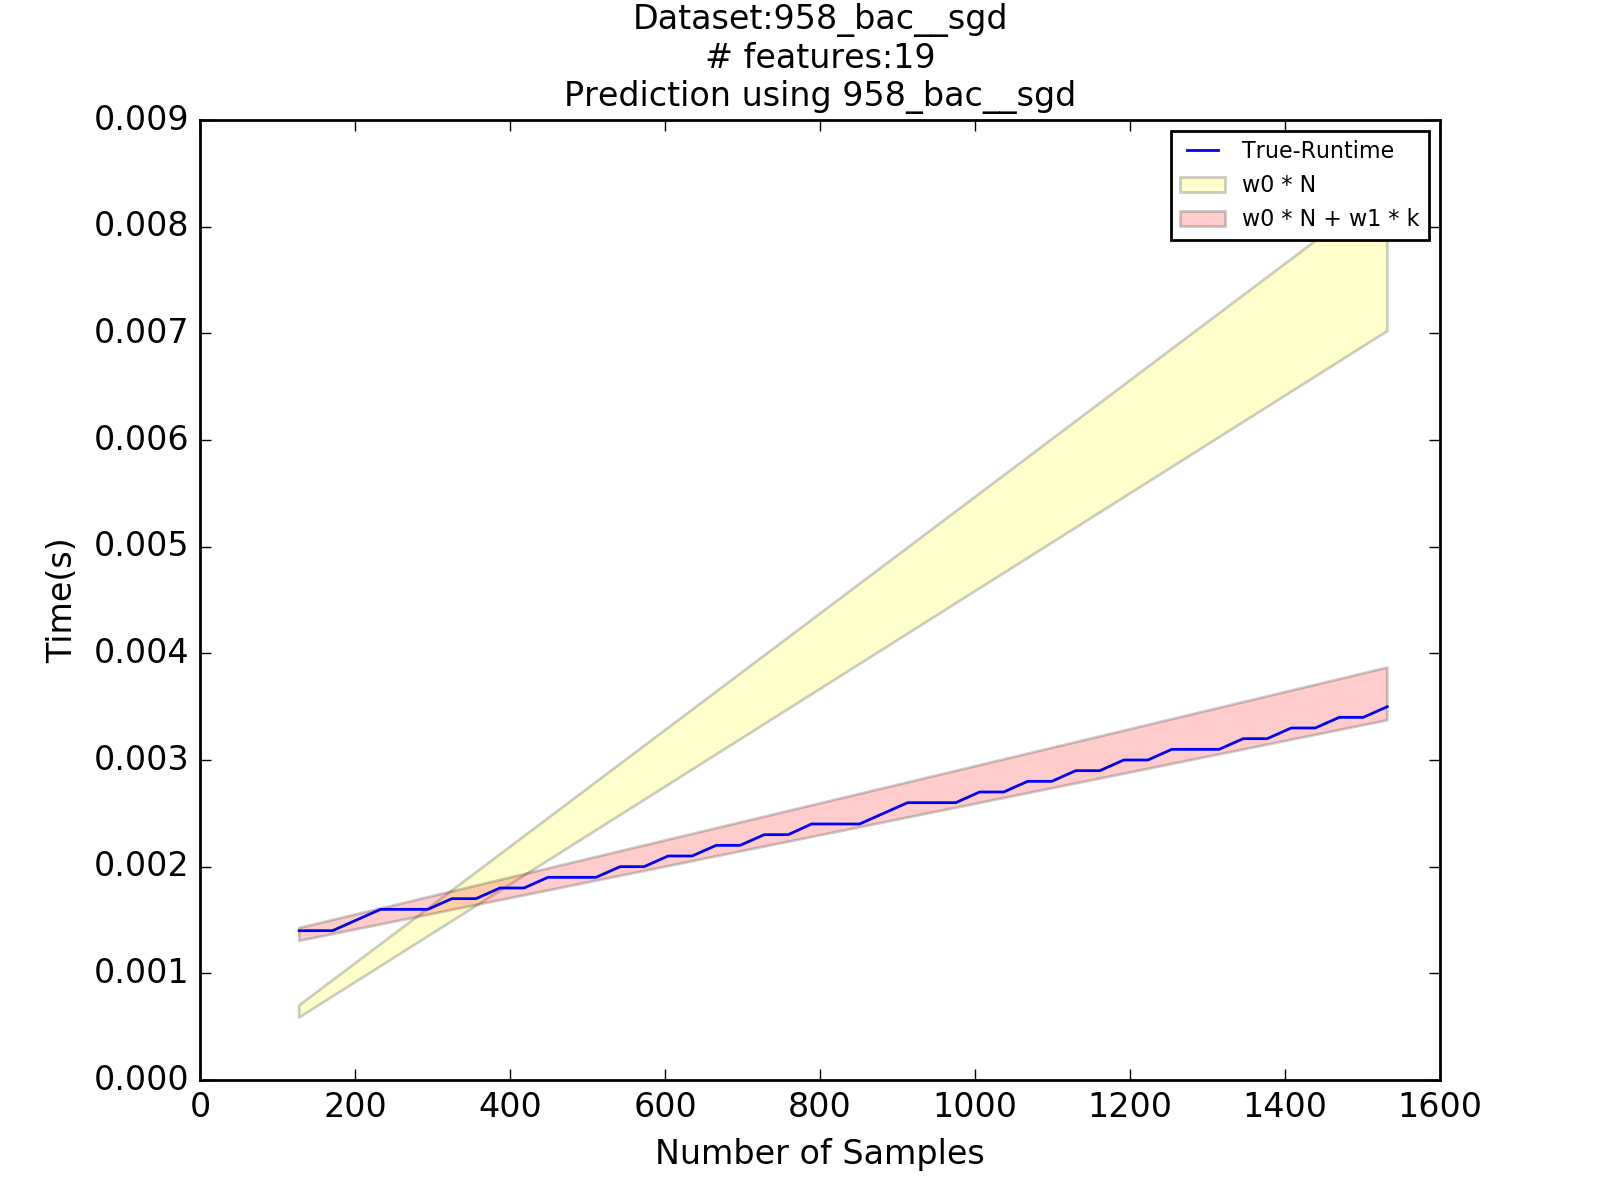 Dataset:958_bac__sgd
# features:19
Prediction using 958_bac__sgd
0.009
0.008
0.007
0.006
0.005
0.004
0.003
0.002
0.001
0.000
Time(s)
True-Runtime
w0 * N
w0 * N + w1 * k
0 200 400 600 800 1000 1200 1400 1600
Number of Samples